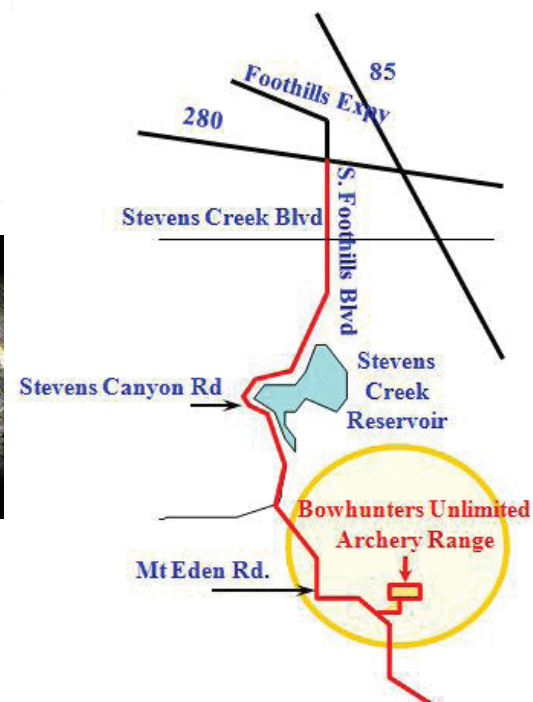 85
Foothills Expy
280
S. Foothills Blvd
Stevens Creek Blvd
Stevens
Creek
Reservoir
Stevens Canyon Rd
Bowhunters Unlimited
Archery Range
Mt Eden Rd.